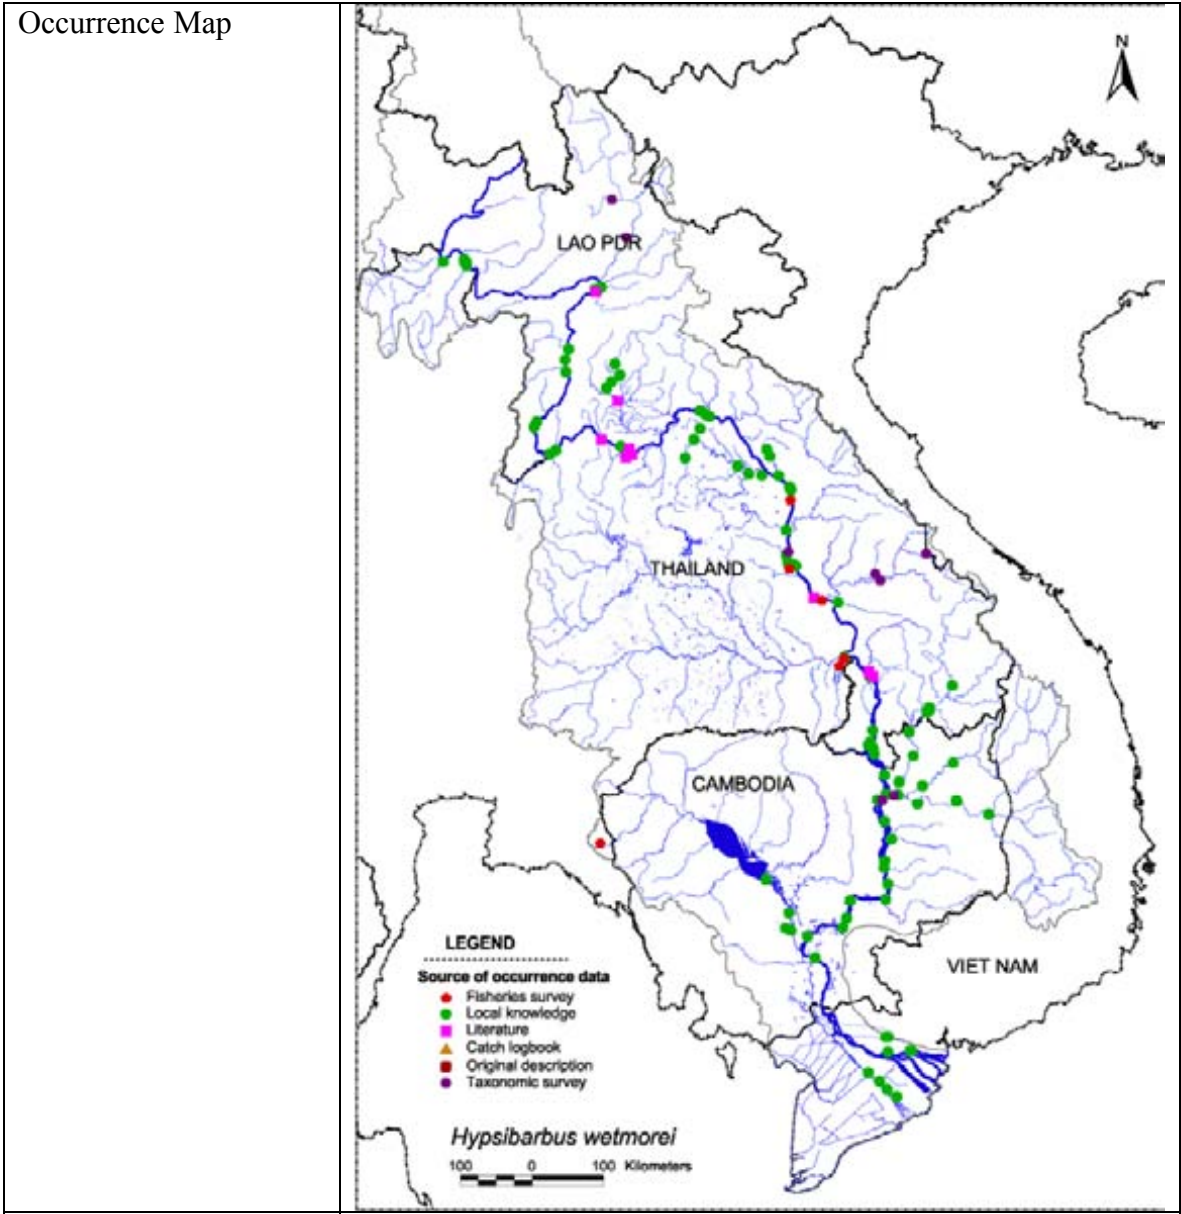 Occurrence Map
N
LAO PDR
THAILAND
CAMBODIA
VIET NAM
LEGEND
Source of occurrence data
Fisheries survey
Local knowledge
Literature
Catch logbook
Original description
Taxonomic survey
Hypsibarbus wetmorei
100 0 100 Kilometers